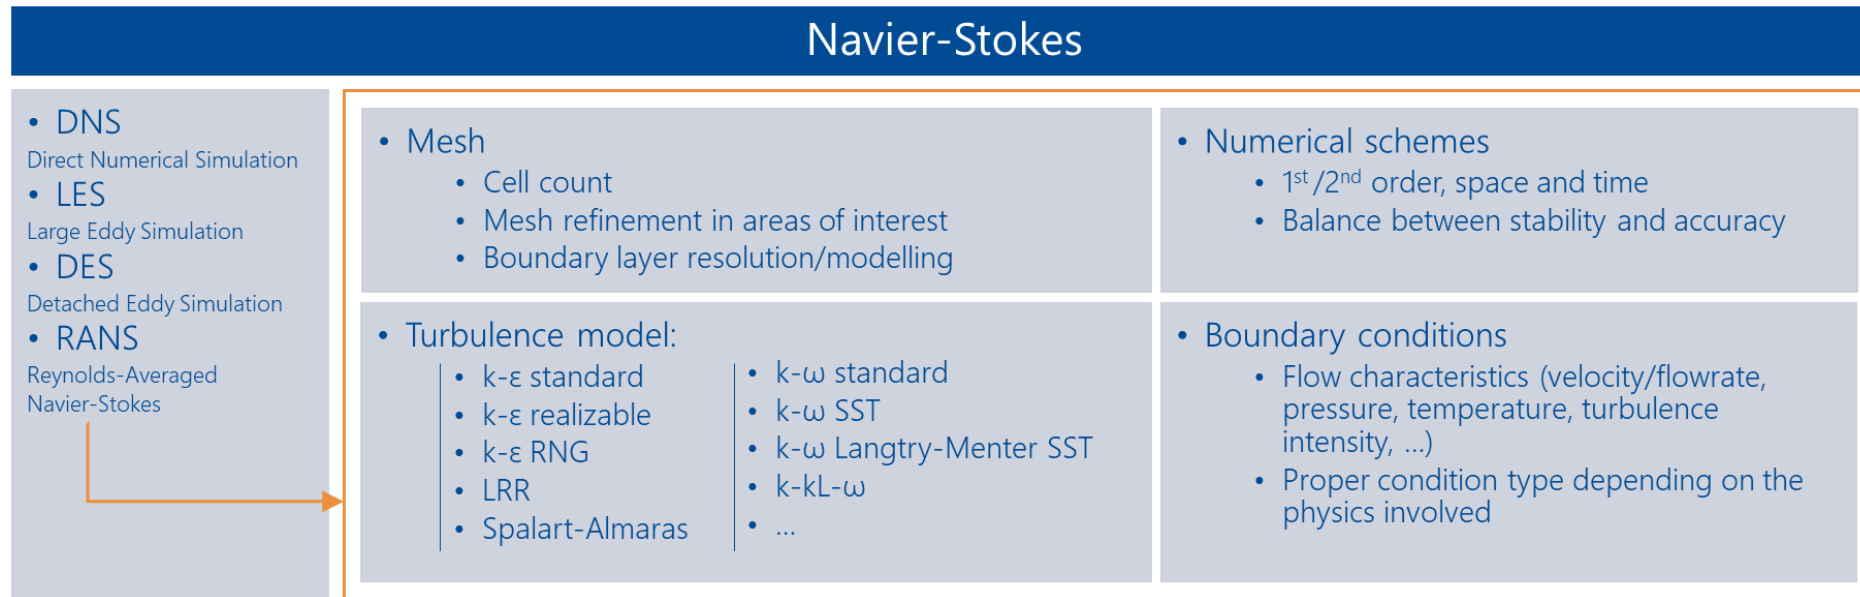 Navier-Stokes
• DNS
Direct Numerical Simulation
• LES
Large Eddy Simulation
• DES
Detached Eddy Simulation
• RANS
Reynolds-Averaged
Navier-Stokes
• Mesh
• Cell count
• Mesh refinement in areas of interest
• Boundary layer resolution/modelling
• Numerical schemes
• 1st /2nd order, space and time
• Balance between stability and accuracy
• Turbulence model:
• k-ε standard
• k-ε realizable
• k-ε RNG
• LRR
• Spalart-Almaras
• k-ω standard
• k-ω SST
• k-ω Langtry-Menter SST
• k-kL-ω
• ...
• Boundary conditions
• Flow characteristics (velocity/flowrate,
pressure, temperature, turbulence
intensity, ...)
• Proper condition type depending on the
physics involved